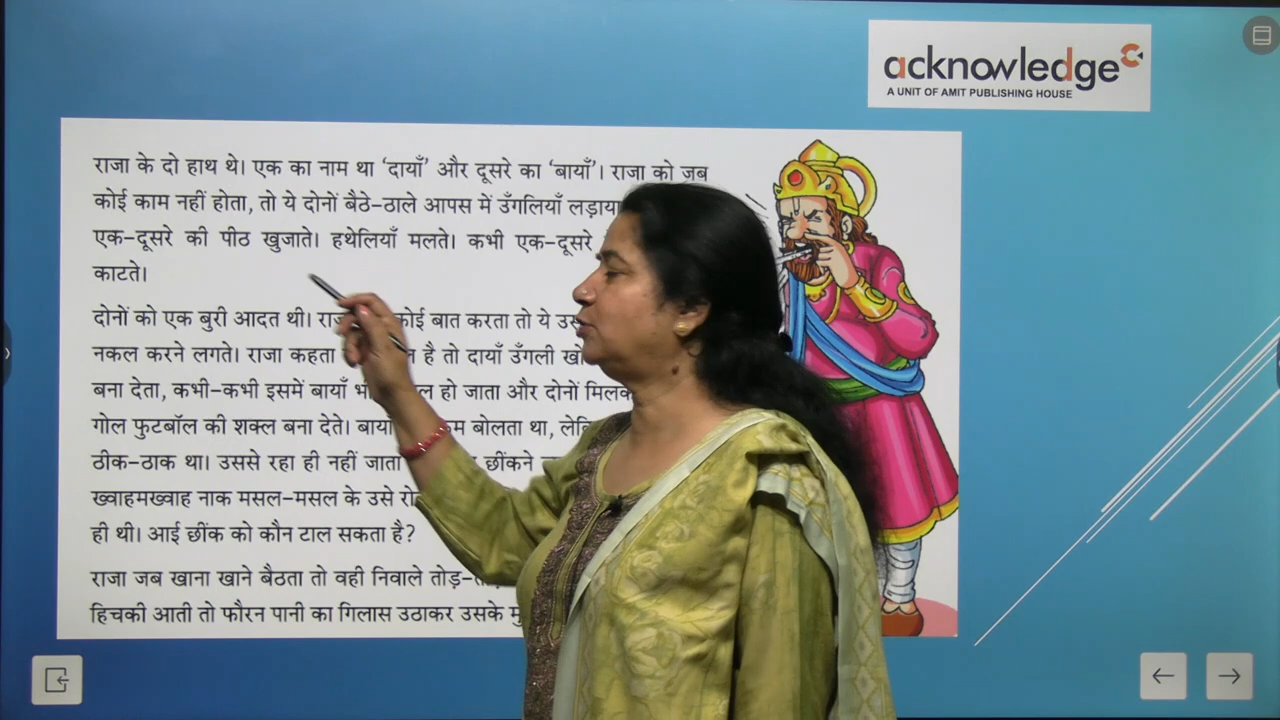 acknowledge
A UNIT OF AMIT PUBLISHING HOUSE
राजा के दो हाथ थे। एक का नाम था ‘दायाँ’ और दूसरे का ‘बायाँ’। राजा को जब
कोई काम नहीं होता, तो ये दोनों बैठे-ठाले आपस में उँगलियाँ
एक-दूसरे की पीठ खुजाते। हथेलियाँ मलते। कभी एक-दूसरे
काटते।
दोनों को एक बुरी आदत थी। कोई बात करता तो ये
नकल करने लगते। राजा कहता है तो दायाँ उँगली
बना देता, कभी-कभी इसमें बायाँ हो जाता और दोनों
गोल फुटबॉल की शक्ल बना देते। बोलता था,
ठीक-ठाक था। उससे रहा ही नहीं जाता छींकने
ख्वाहमख्वाह नाक मसल-मसल के उसे
ही थी। आई छींक को कौन टाल सकता है?
राजा जब खाना खाने बैठता तो वही निवाले
हिचकी आती तो फौरन पानी का गिलास उठाकर उसके